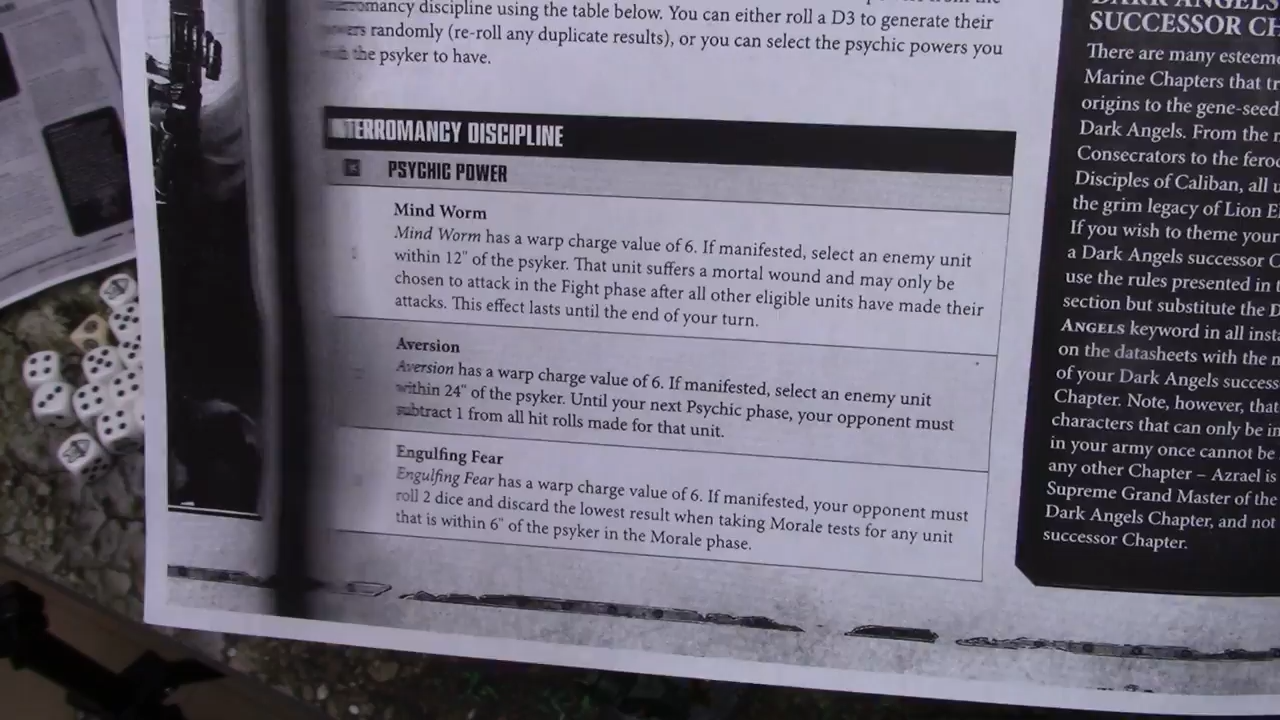 romancy discipline using the table below. You can either roll a D3 to generate their
randomly (re-roll any duplicate results), or you can select the psychic powers you
the psyker to have.
TERROMANCY DISCIPLINE
PSYCHIC POWER
Mind Worm
Mind Worm has a warp charge value of 6. If manifested, select an enemy unit
within 12" of the psyker. That unit suffers a mortal wound and may only be
chosen to attack in the Fight phase after all other eligible units have made their
attacks. This effect lasts until the end of your turn.
Aversion
Aversion has a warp charge value of 6. If manifested, select an enemy unit
within 24" of the psyker. Until your next Psychic phase, your opponent must
subtract 1 from all hit rolls made for that unit.
Engulfing Fear
Engulfing Fear has a warp charge value of 6. If manifested, your opponent must
roll 2 dice and discard the lowest result when taking Morale tests for any unit
that is within 6" of the psyker in the Morale phase.
DARK ANGELS
SUCCESSOR CH
There are many esteeme
Marine Chapters that tr
origins to the gene-seed
Dark Angels. From the
Consecrators to the feroc
Disciples of Caliban, all u
the grim legacy of Lion E
If you wish to theme your
a Dark Angels successor C
use the rules presented in t
section but substitute the D
ANGELS keyword in all insta
on the datasheets with the n
of your Dark Angels success
Chapter. Note, however, that
characters that can only be in
in your army once cannot be
any other Chapter – Azrael is
Supreme Grand Master of the
Dark Angels Chapter, and not
successor Chapter.